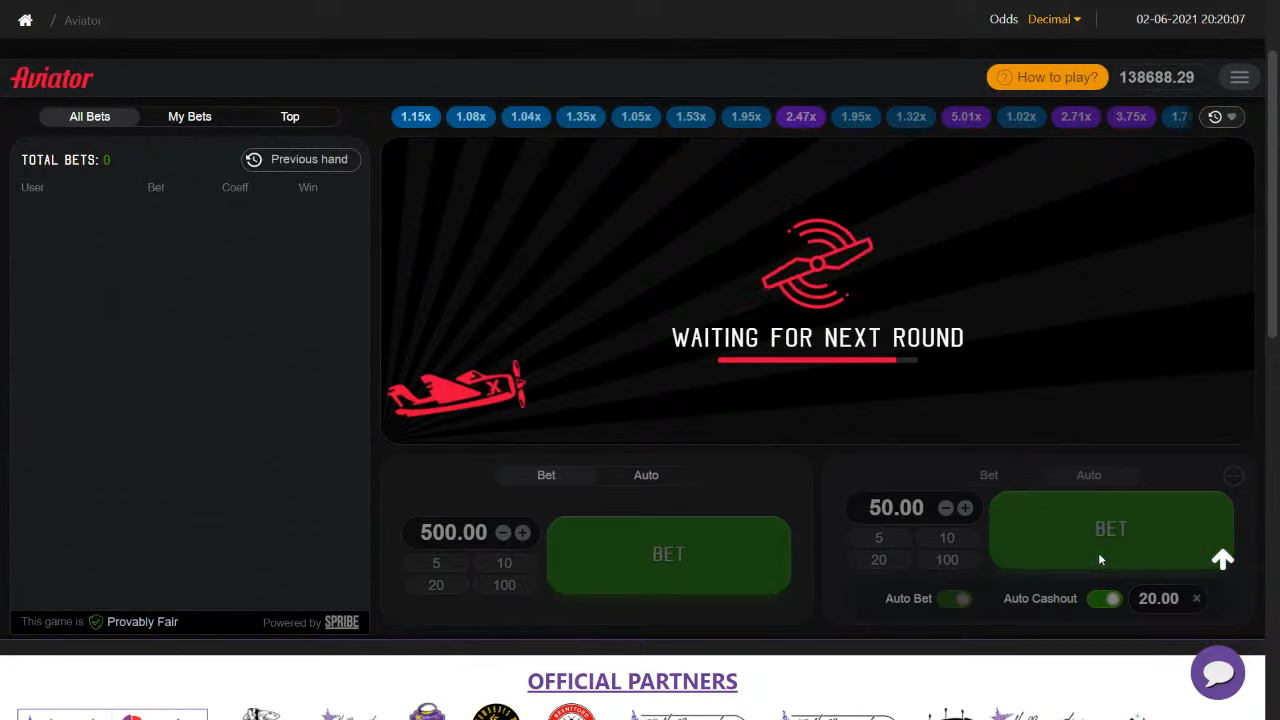 / Aviator
Odds Decimal 02-06-2021 20:20:07
Aviator
? How to play? 138688.29
All Bets My Bets Top
1.15x 1.08x 1.04x 1.35x 1.05x 1.53x 1.95x 2.47x 1.95x 1.32x 5.01x 1.02x 2.71x 3.75x
TOTAL BETS: 0 Previous hand
User Bet Coeff Win
WAITING FOR NEXT ROUND
Bet Auto
500.00
5 10
20 100
BET
Bet Auto
50.00
5 10
20 100
BET
Auto Bet Auto Cashout 20.00 ×
This game is Provably Fair Powered by SPRIBE
OFFICIAL PARTNERS